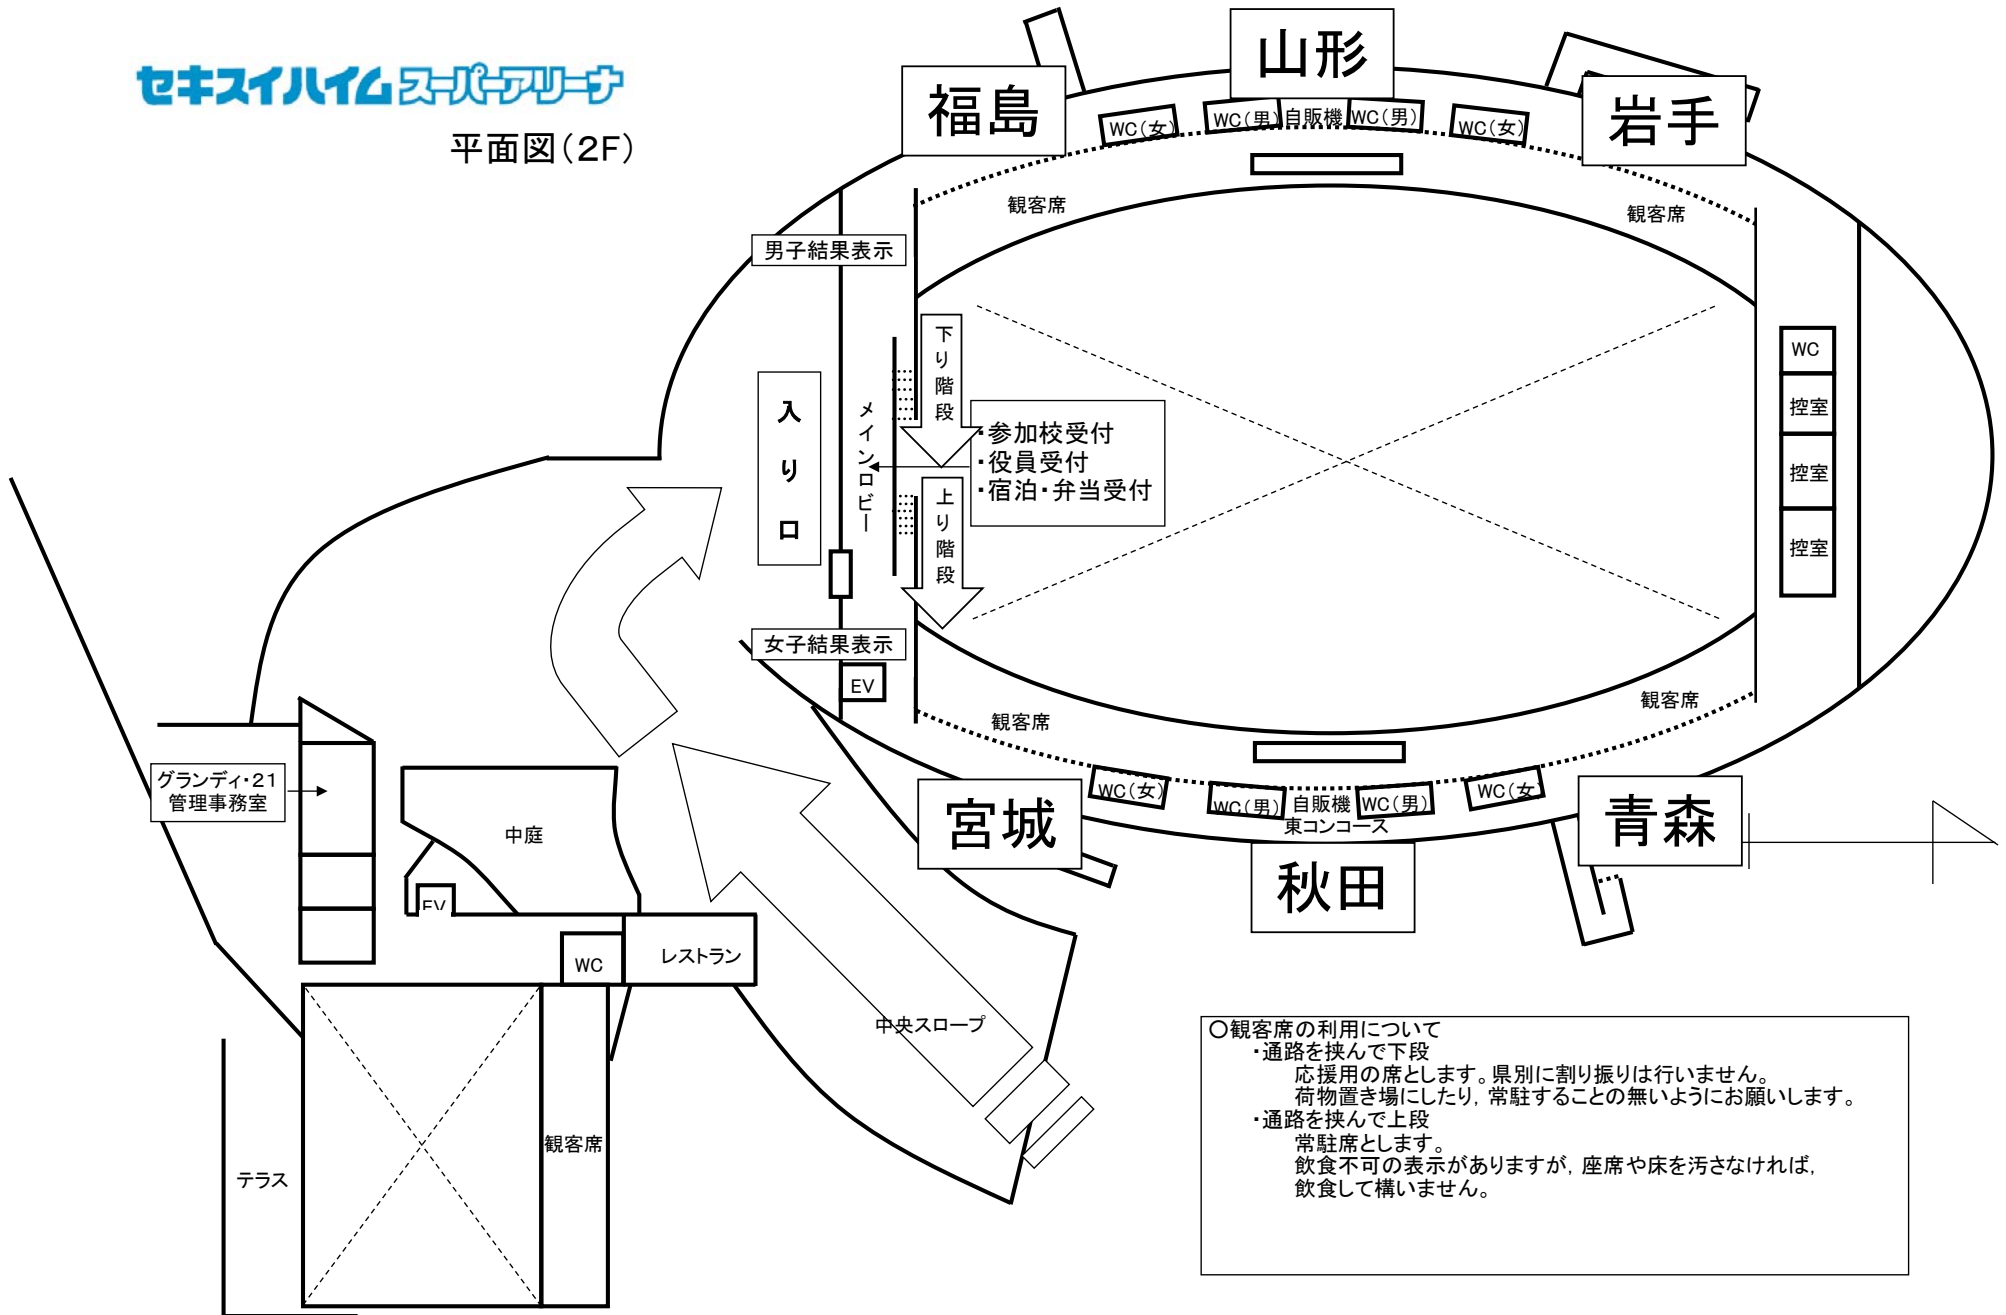 セキスイハイムスーパーアリーナ
平面図(2F)
福島
山形
岩手
WC(女)
WC(男)
自販機
WC(男)
WC(女)
観客席
観客席
男子結果表示
入り口
メインロビー
下り階段
・参加校受付
・役員受付
・宿泊・弁当受付
上り階段
WC
控室
控室
控室
女子結果表示
EV
観客席
観客席
宮城
WC(女)
WC(男)
自販機
WC(男)
WC(女
東コンコース
青森
秋田
グランディ・21
管理事務室
中庭
EV
WC
レストラン
中央スロープ
観客席
テラス
〇観客席の利用について
・通路を挟んで下段
応援用の席とします。県別に割り振りは行いません。
荷物置き場にしたり, 常駐することの無いようにお願いします。
・通路を挟んで上段
常駐席とします。
飲食不可の表示がありますが, 座席や床を汚さなければ,
飲食して構いません。